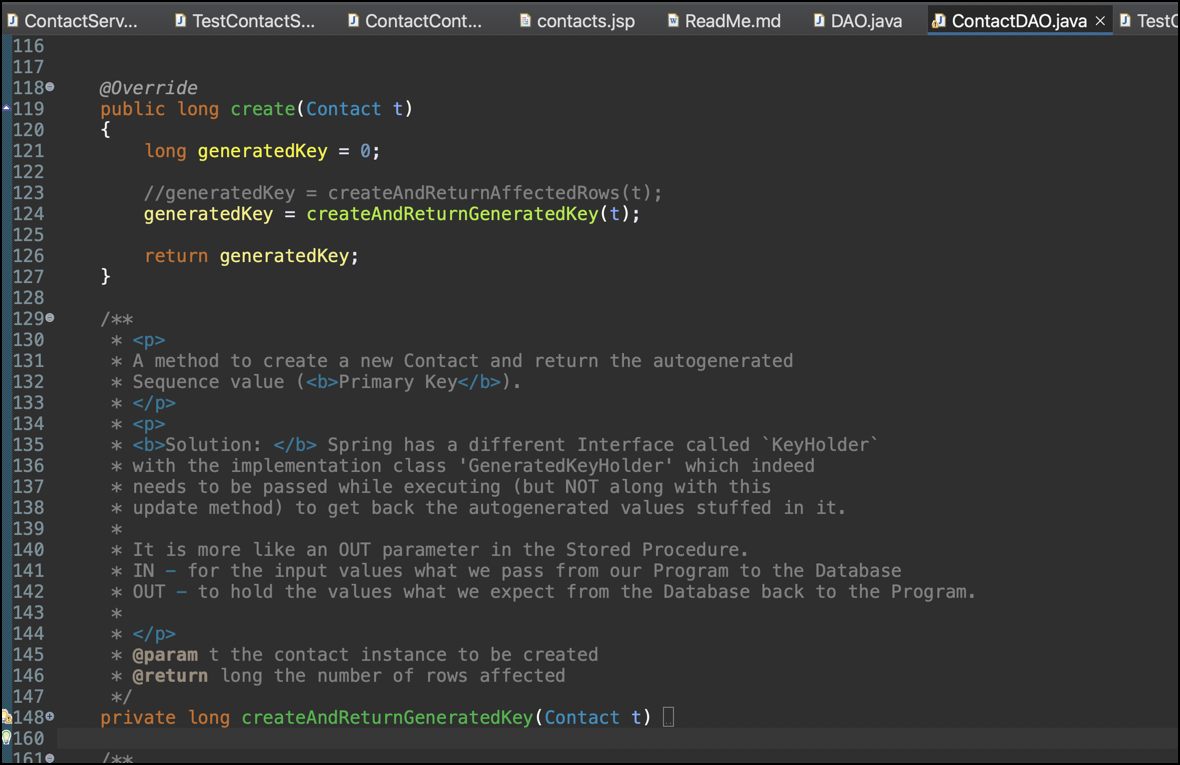 ContactServ... TestContactS... ContactCont... contacts.jsp ReadMe.md DAO.java ContactDAO.java × TestC
116
117
118 @Override
119 public long create(Contact t)
120 {
121 long generatedKey = 0;
122
123 //generatedKey = createAndReturnAffectedRows(t);
124 generatedKey = createAndReturnGeneratedKey(t);
125
126 return generatedKey;
127 }
128
129 /**
130 * <p>
131 * A method to create a new Contact and return the autogenerated
132 * Sequence value (<b>Primary Key</b>).
133 * </p>
134 * <p>
135 * <b>Solution: </b> Spring has a different Interface called `KeyHolder`
136 * with the implementation class 'GeneratedKeyHolder' which indeed
137 * needs to be passed while executing (but NOT along with this
138 * update method) to get back the autogenerated values stuffed in it.
139 *
140 * It is more like an OUT parameter in the Stored Procedure.
141 * IN – for the input values what we pass from our Program to the Database
142 * OUT – to hold the values what we expect from the Database back to the Program.
143 *
144 * </p>
145 * @param t the contact instance to be created
146 * @return long the number of rows affected
147 */
148 private long createAndReturnGeneratedKey(Contact t)
160
161 /**